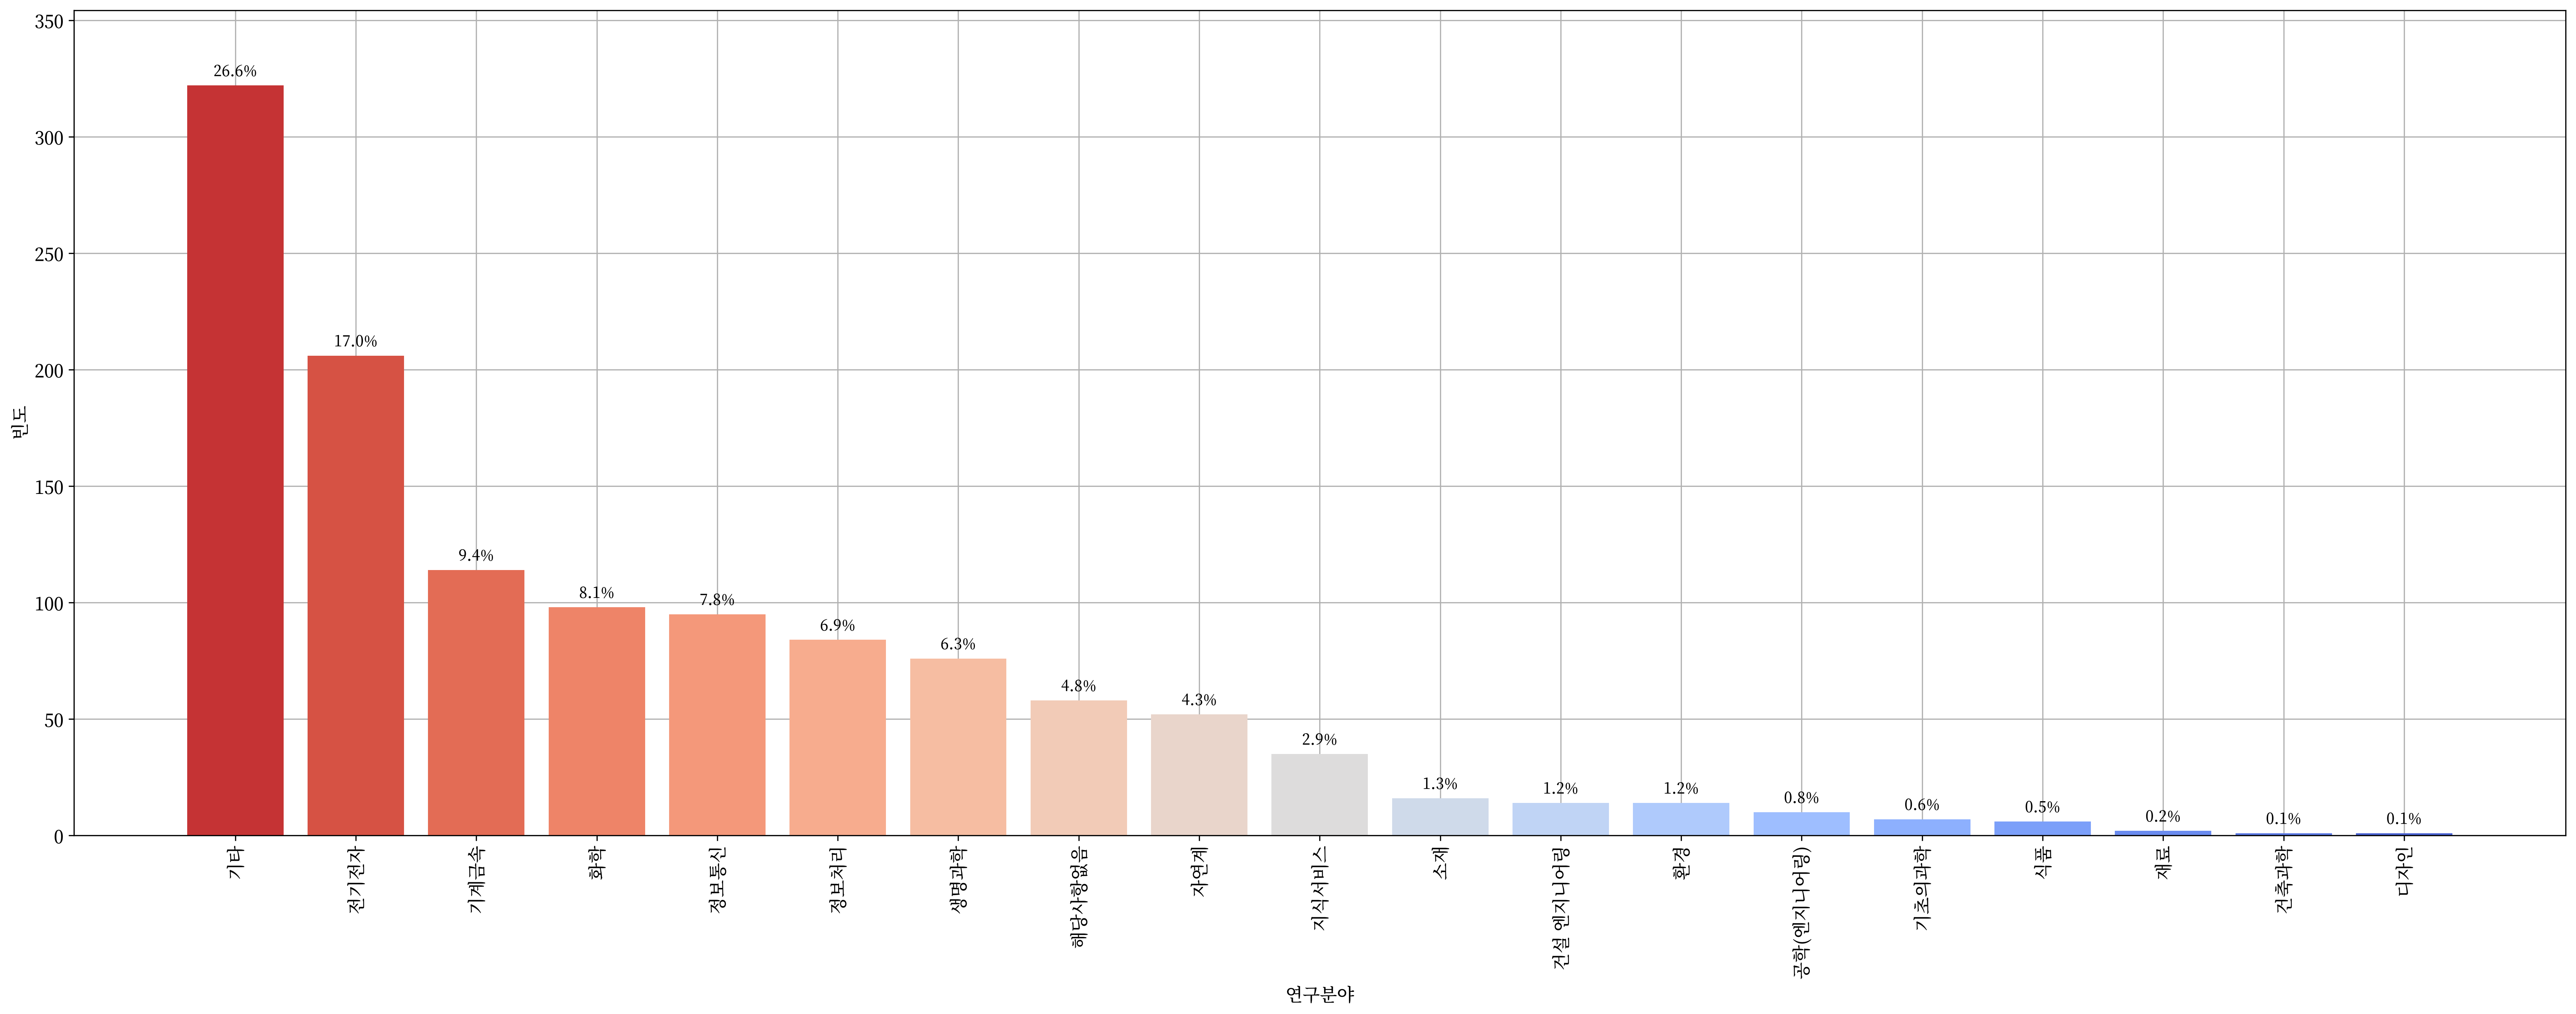 350
300
250
200
150
100
50
0
빈도
26.6%
17.0%
9.4%
8.1%
7.8%
6.9%
6.3%
4.8%
4.3%
2.9%
1.3%
1.2%
1.2%
0.8%
0.6%
0.5%
0.2%
0.1%
0.1%
기타
전기전자
기계금속
화학
정보통신
정보처리
생명과학
해당사항없음
자연계
지식서비스
소재
건설 엔지니어링
환경
공학(엔지니어링)
기초의과학
식품
재료
건축과학
디자인
연구분야